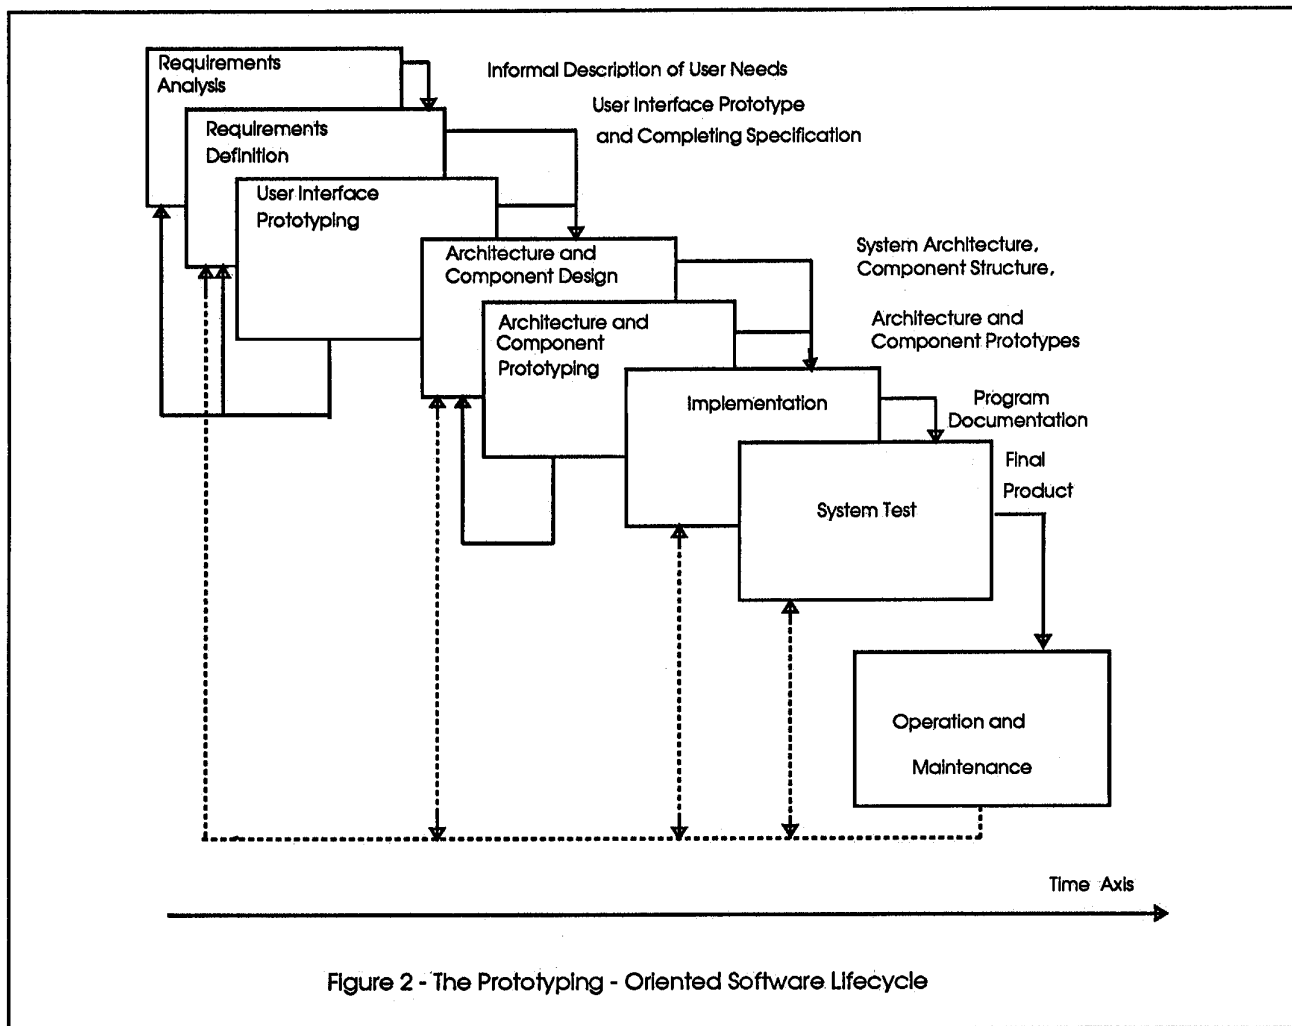 Requirements
Analysis
Informal Description of User Needs
User Interface Prototype
and Completing Specification
Requirements
Definition
User Interface
Prototyping
Architecture and
Component Design
System Architecture,
Component Structure,
Architecture and
Component
Prototyping
Architecture and
Component Prototypes
Implementation
Program
Documentation
System Test
Final
Product
Operation and
Maintenance
Time Axis
Figure 2 - The Prototyping - Oriented Software Lifecycle